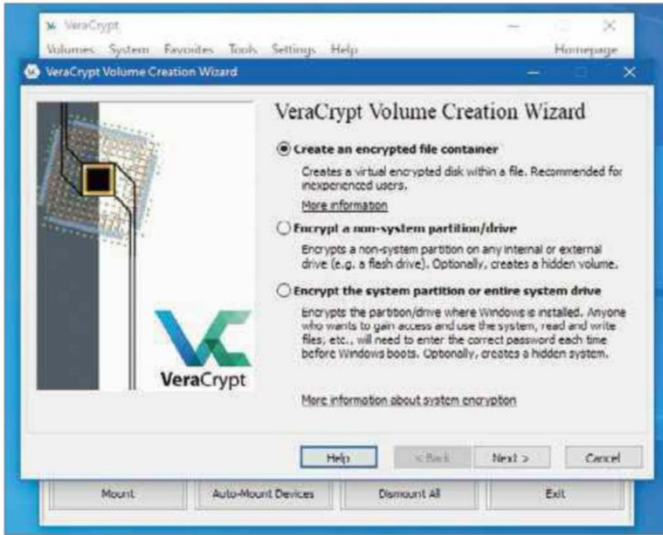 VeraCrypt
Volumes System Favorites Tools Settings Help Homepage
VeraCrypt Volume Creation Wizard
VeraCrypt Volume Creation Wizard
Create an encrypted file container
Creates a virtual encrypted disk within a file. Recommended for
inexperienced users.
More information
Encrypt a non-system partition/drive
Encrypts a non-system partition on any internal or external
drive (e.g. a flash drive). Optionally, creates a hidden volume.
Encrypt the system partition or entire system drive
Encrypts the partition/drive where Windows is installed. Anyone
who wants to gain access and use the system, read and write
files, etc., will need to enter the correct password each time
before Windows boots. Optionally, creates a hidden system.
VeraCrypt
More information about system encryption
Help < Back Next > Cancel
Mount Auto-Mount Devices Dismount All Exit